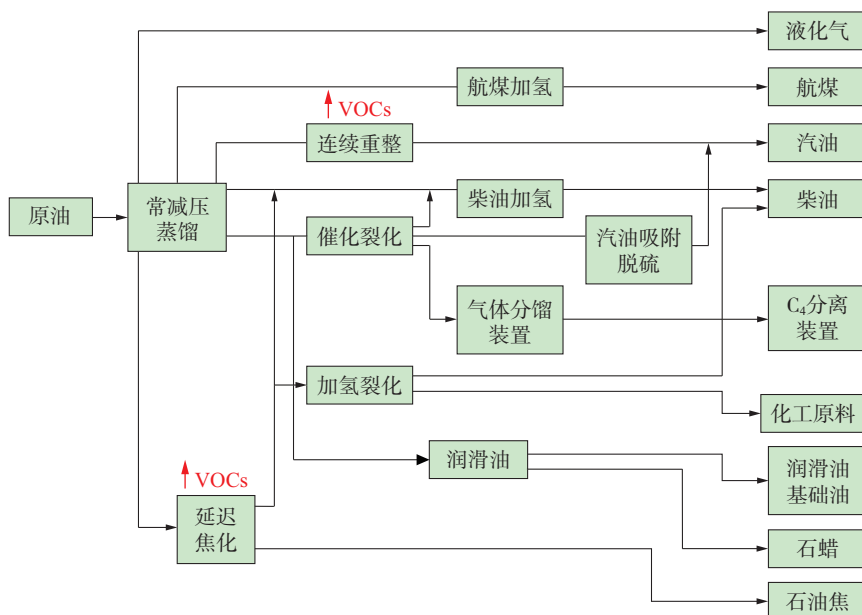 液化气
航煤加氢
航煤
VOCs
连续重整
汽油
原油
常减压
蒸馏
柴油加氢
柴油
催化裂化
汽油吸附
脱硫
气体分馏
装置
C₄分离
装置
加氢裂化
化工原料
润滑油
润滑油
基础油
VOCs
延迟
焦化
石蜡
石油焦